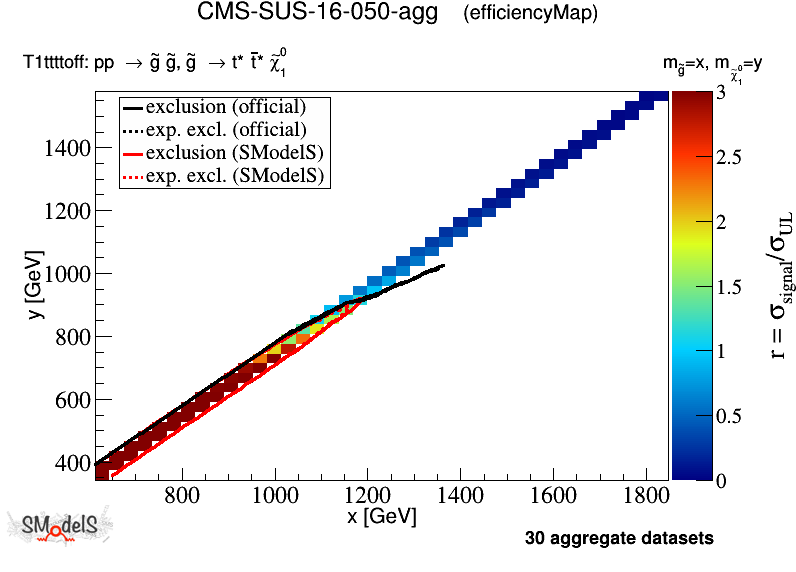 CMS-SUS-16-050-agg (efficiencyMap)
T1ttttoff: pp → g̃ g̃, g̃ → t* t̄* χ̃⁰₁
m_g̃=x, m_χ̃⁰₁=y
exclusion (official)
exp. excl. (official)
exclusion (SModelS)
exp. excl. (SModelS)
1400
1200
1000
800
600
400
y [GeV]
800 1000 1200 1400 1600 1800
x [GeV]
3
2.5
2
1.5
1
0.5
0
r = σ_signal/σ_UL
SModelS
30 aggregate datasets